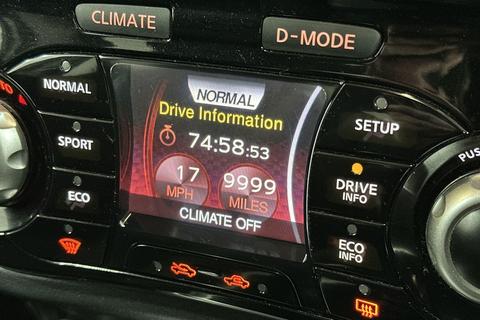 CLIMATE
D-MODE
NORMAL
SPORT
ECO
NORMAL
Drive Information
74:58:53
17
MPH
9999
MILES
CLIMATE OFF
SETUP
DRIVE
INFO
ECO
INFO